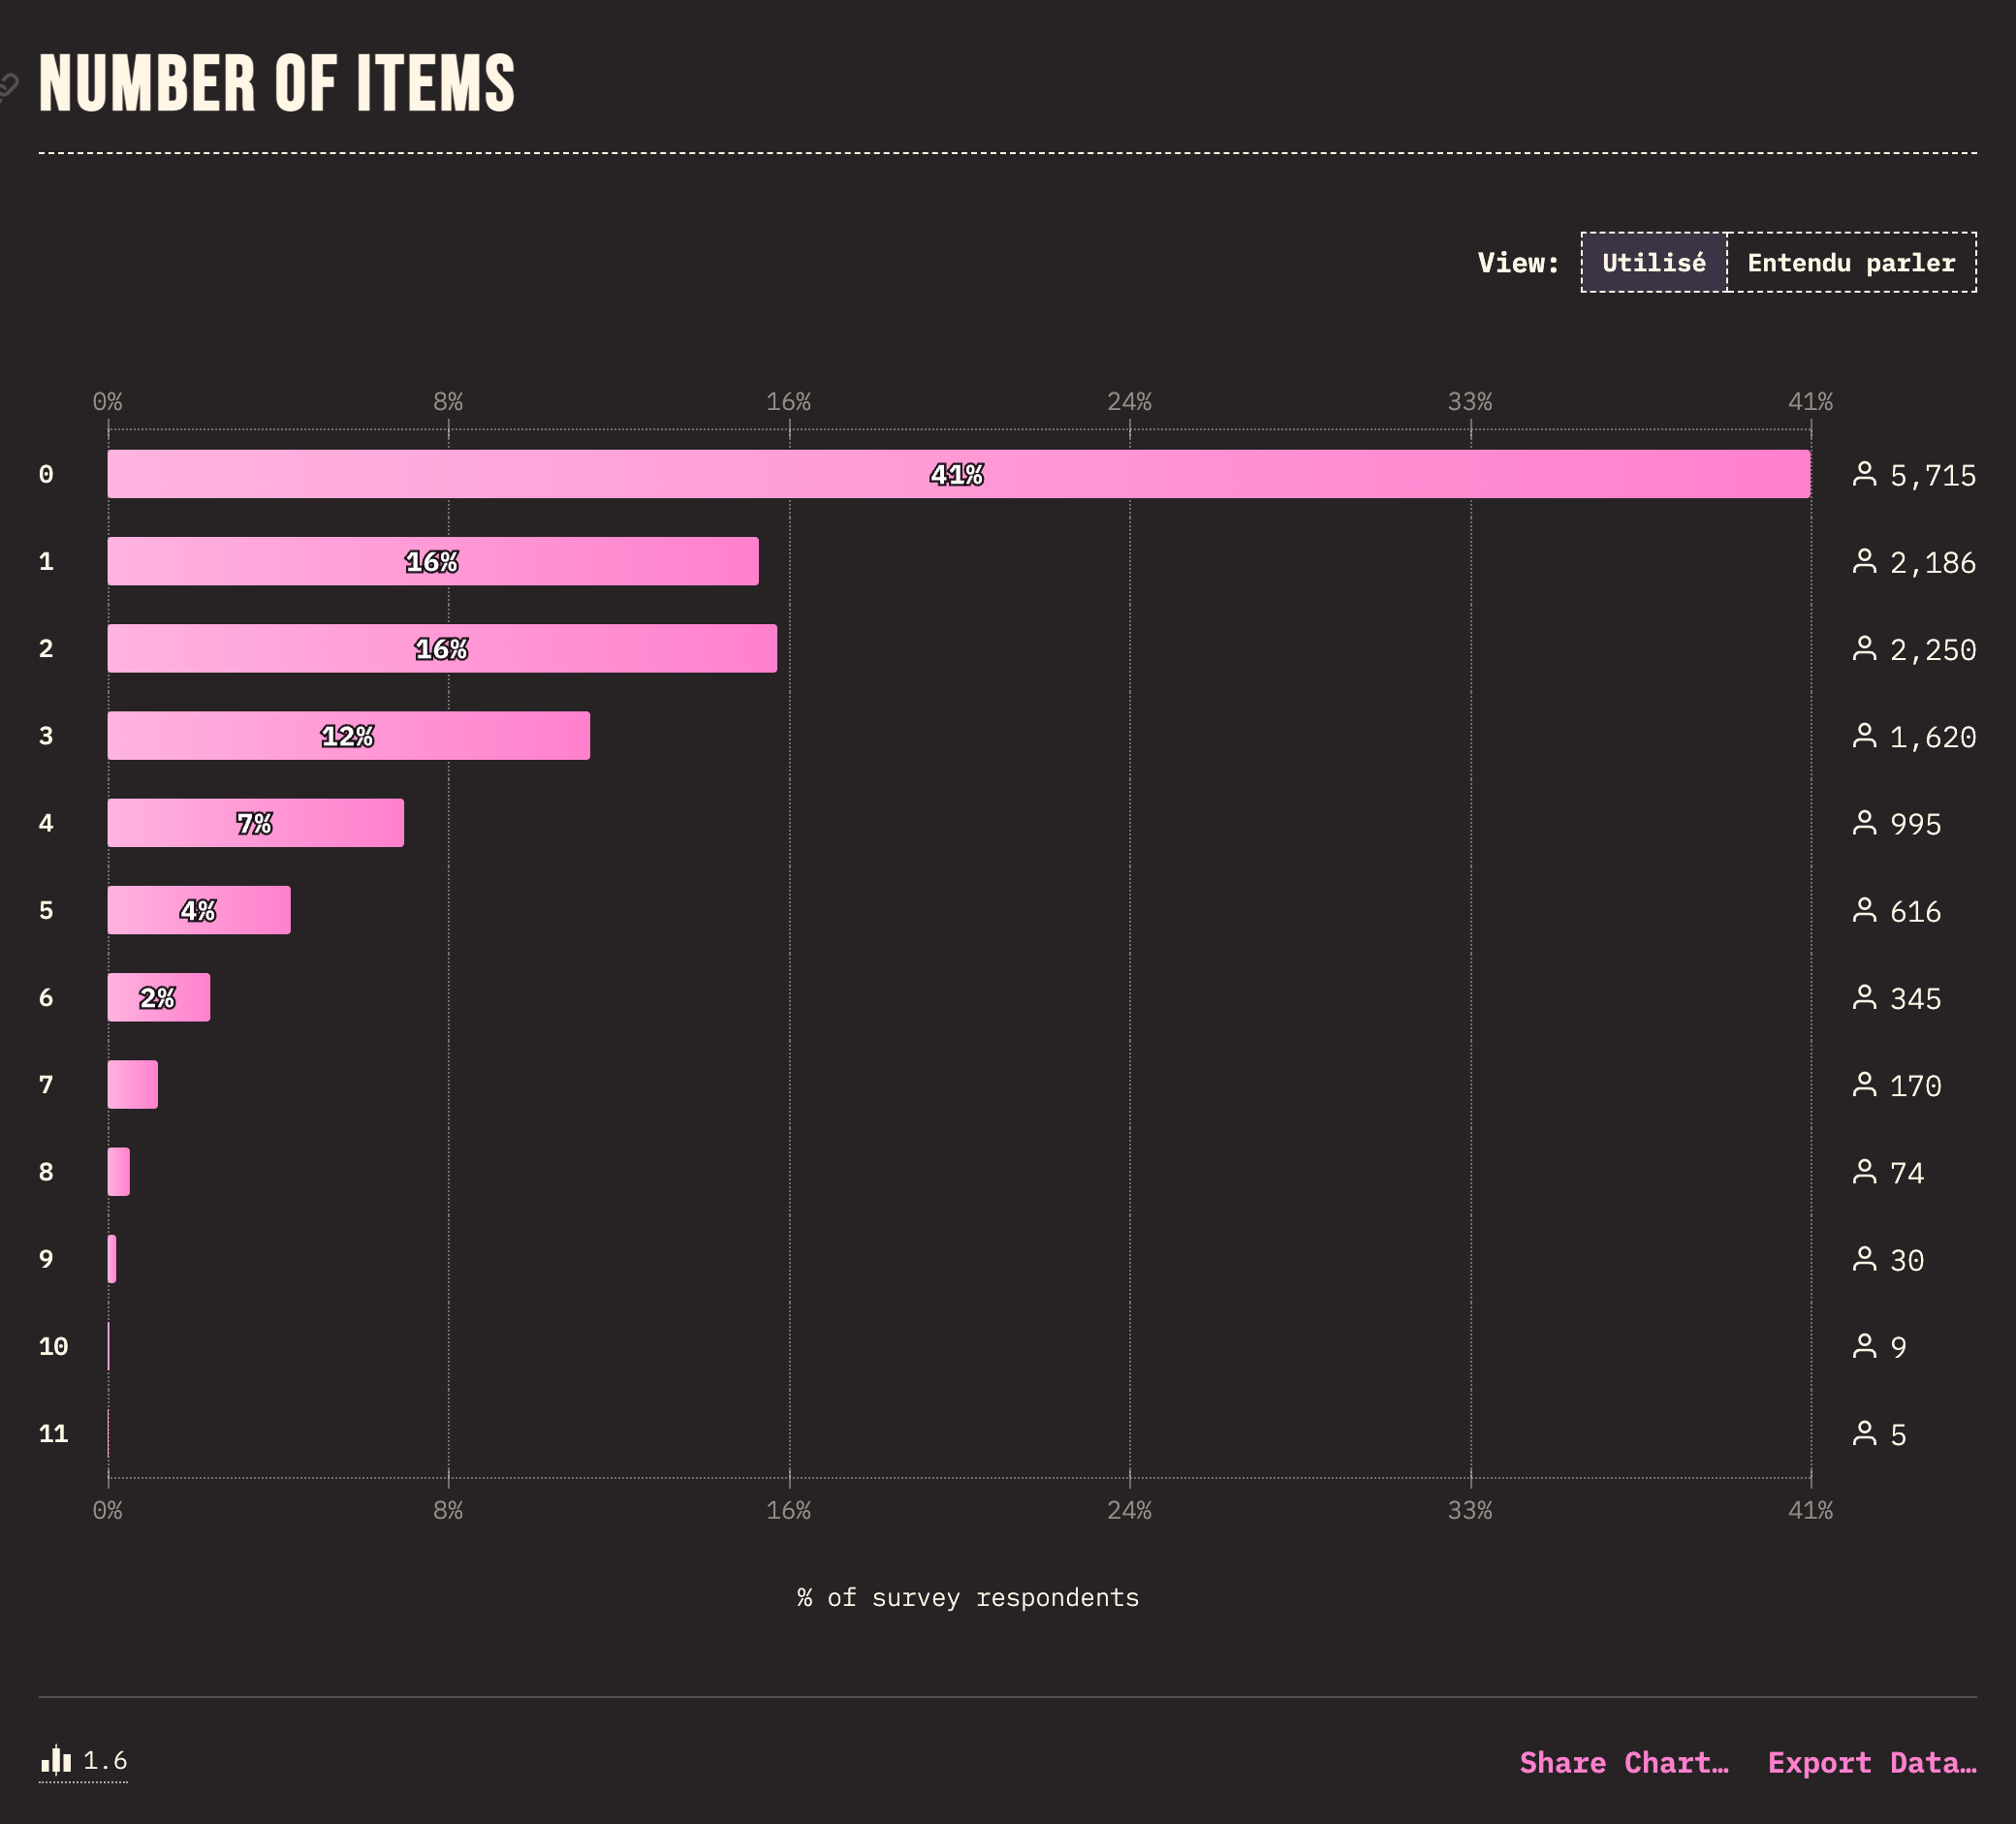 NUMBER OF ITEMS
View: Utilisé Entendu parler
0% 8% 16% 24% 33% 41%
0 41% 5,715
1 16% 2,186
2 16% 2,250
3 12% 1,620
4 7% 995
5 4% 616
6 2% 345
7 170
8 74
9 30
10 9
11 5
0% 8% 16% 24% 33% 41%
% of survey respondents
1.6 Share Chart… Export Data…